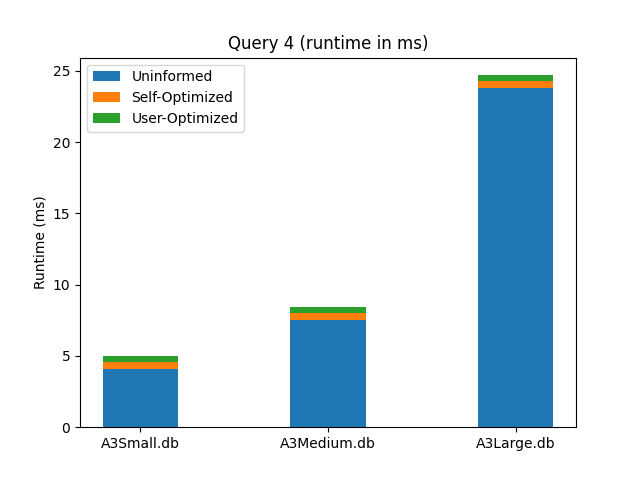 Query 4 (runtime in ms)
Uninformed
Self-Optimized
User-Optimized
Runtime (ms)
25
20
15
10
5
0
A3Small.db
A3Medium.db
A3Large.db